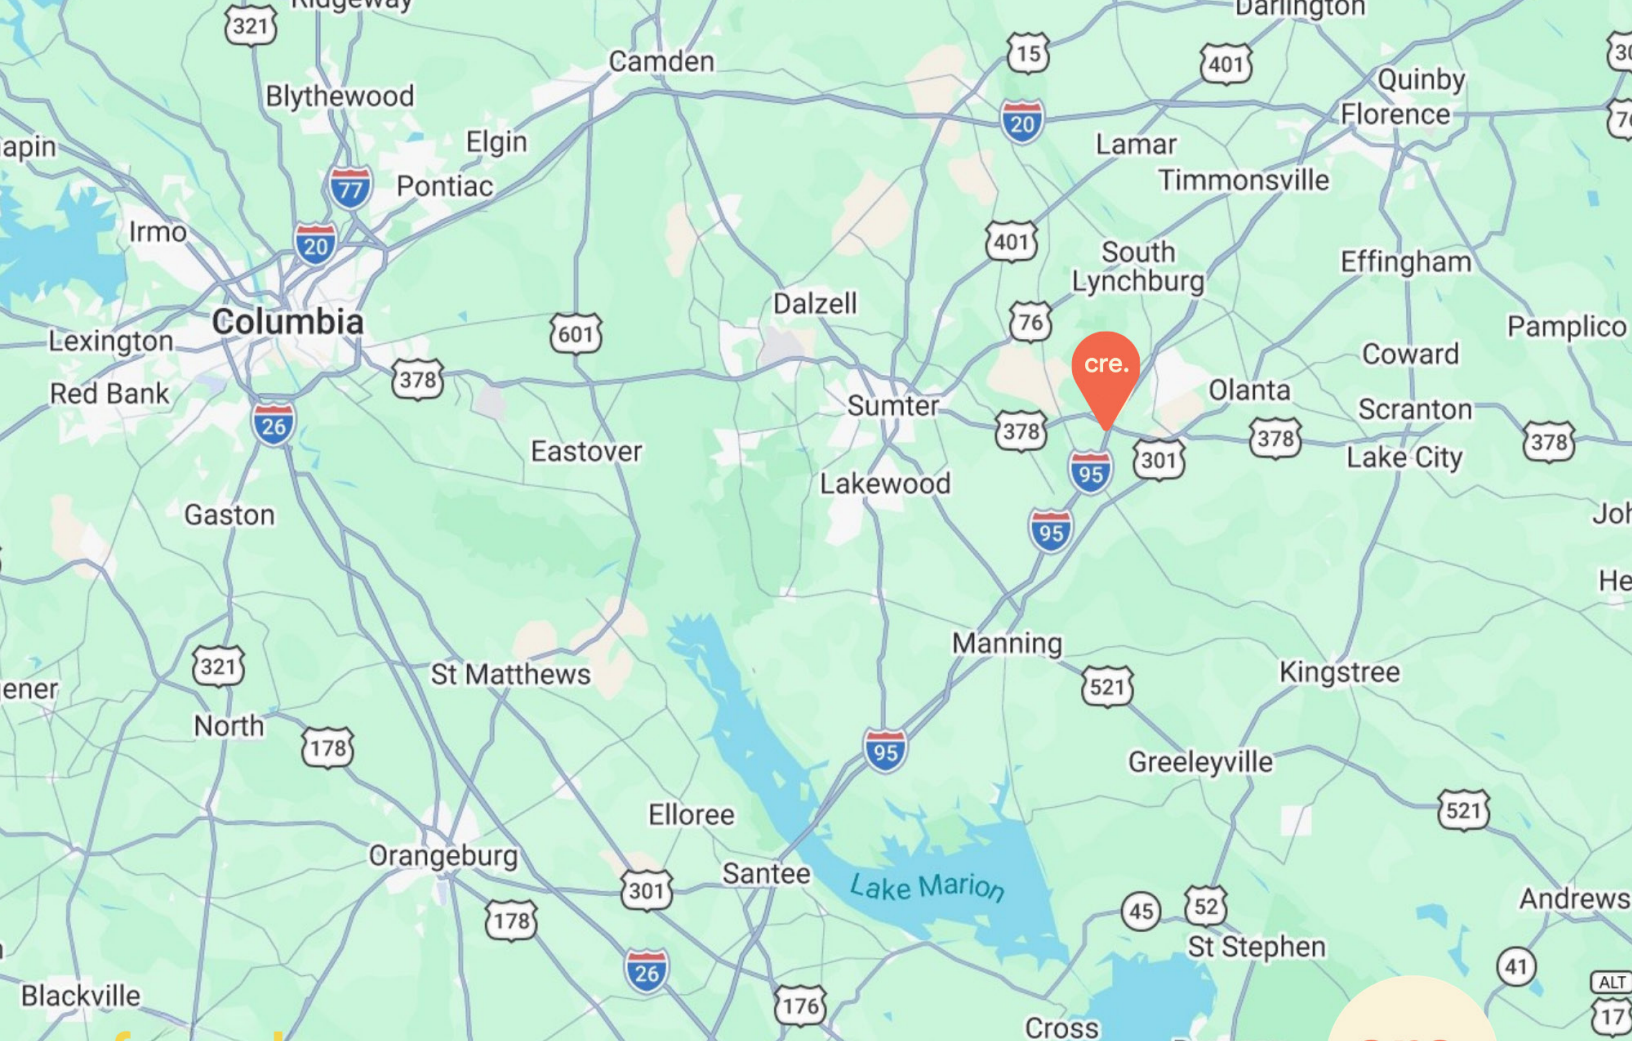 321
Ridgeway
Darlington
Camden
15
401
Quinby
Blythewood
20
Florence
Elgin
Lamar
77
Pontiac
Timmonsville
Irmo
20
401
South
Lynchburg
Effingham
Dalzell
Columbia
601
76
Pamplico
Lexington
cre.
Coward
378
Red Bank
Olanta
Sumter
Scranton
26
378
378
378
Eastover
301
Lake City
95
Lakewood
Gaston
95
Manning
321
St Matthews
Kingstree
521
North
178
95
Greeleyville
521
Elloree
Orangeburg
Santee
Lake Marion
301
Andrews
178
45
52
St Stephen
26
41
Blackville
176
ALT
17
Cross